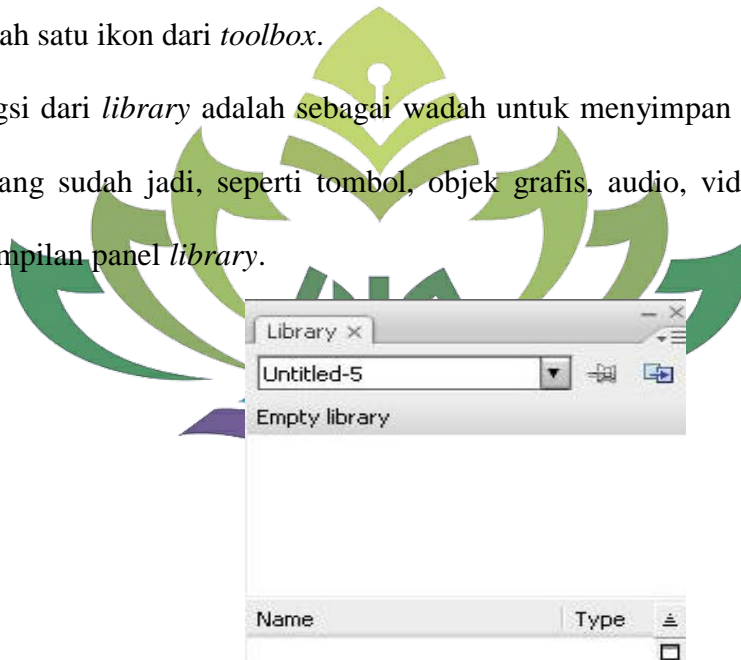 ah satu ikon dari toolbox.
gsi dari library adalah sebagai wadah untuk menyimpan
ang sudah jadi, seperti tombol, objek grafis, audio, vid
mpilan panel library.
Library
Untitled-5
Empty library
Name Type